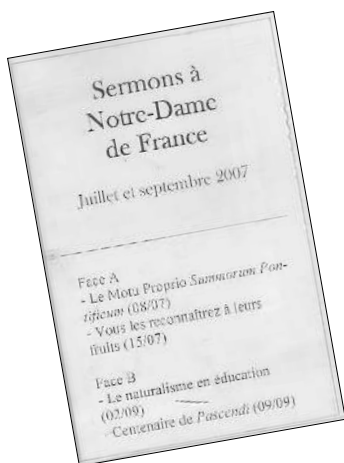 Sermons à
Notre-Dame
de France
Juillet et septembre 2007
Face A
- Le Motu Proprio Summorum Pon-
tificum (08/07)
- Vous les reconnaîtrez à leurs
fruits (15/07)
Face B
- Le naturalisme en éducation
(02/09)
- Centenaire de Pascendi (09/09)